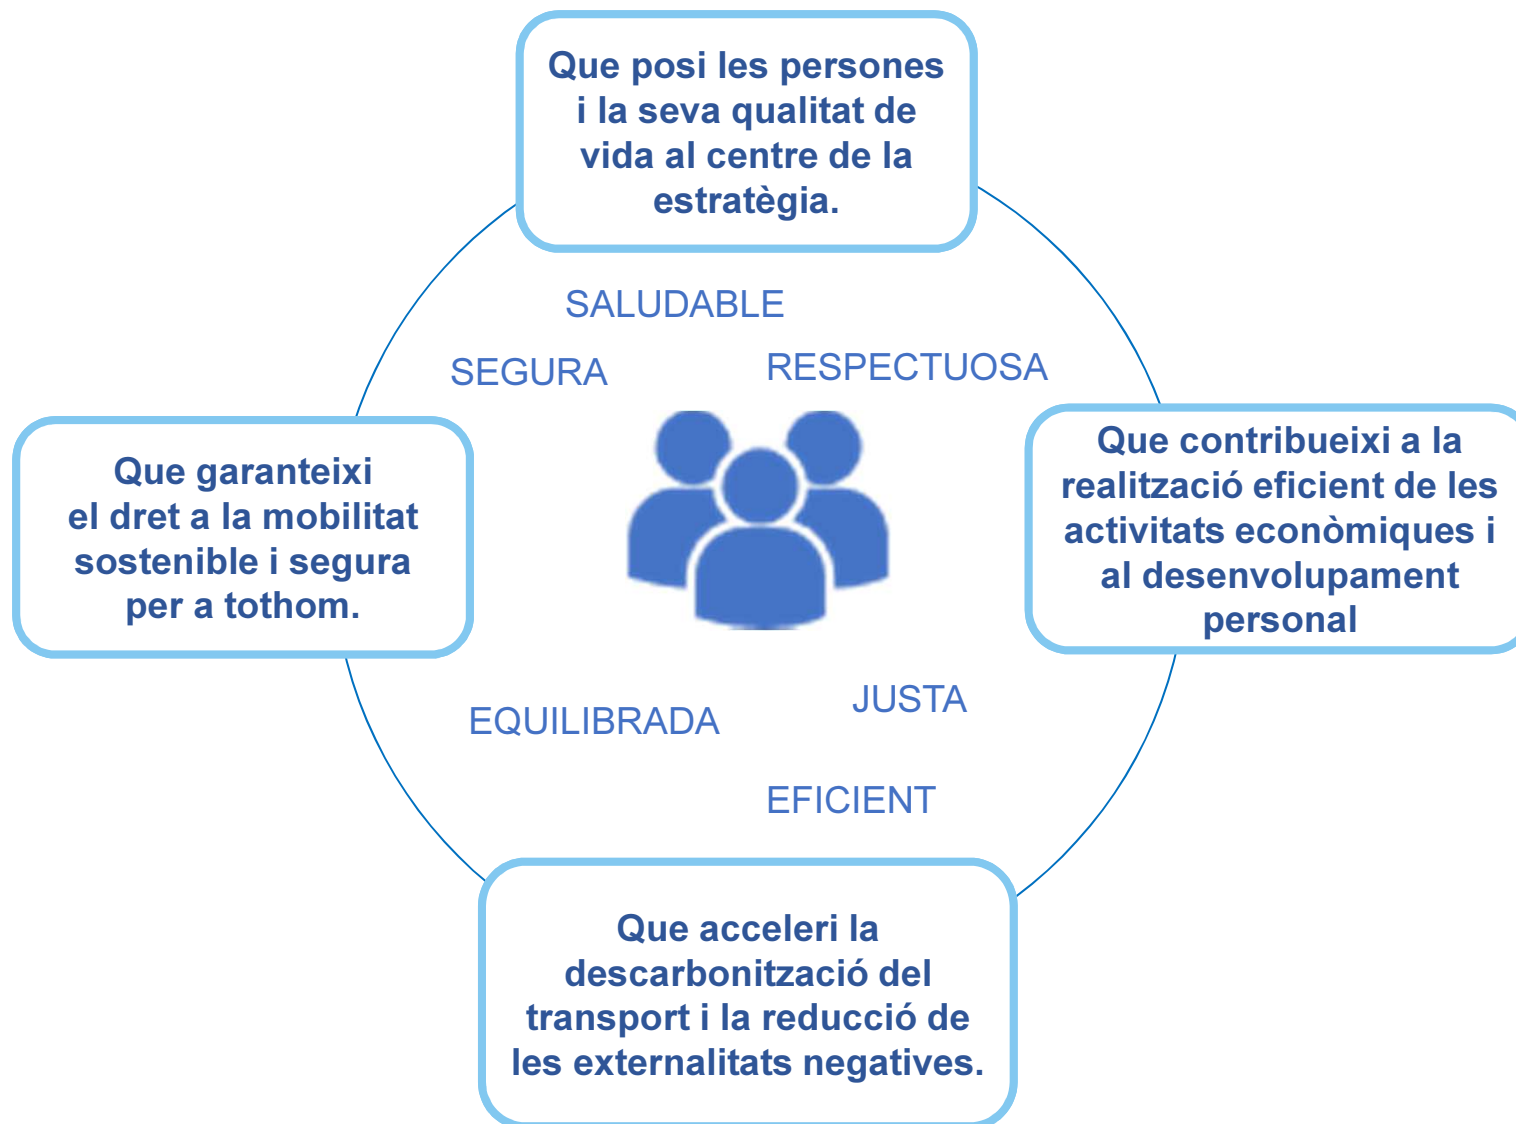 Que posi les persones
i la seva qualitat de
vida al centre de la
estratègia.
SALUDABLE
SEGURA
RESPECTUOSA
Que garanteixi
el dret a la mobilitat
sostenible i segura
per a tothom.
Que contribueixi a la
realització eficient de les
activitats econòmiques i
al desenvolupament
personal
EQUILIBRADA
JUSTA
EFICIENT
Que acceleri la
descarbonització del
transport i la reducció de
les externalitats negatives.